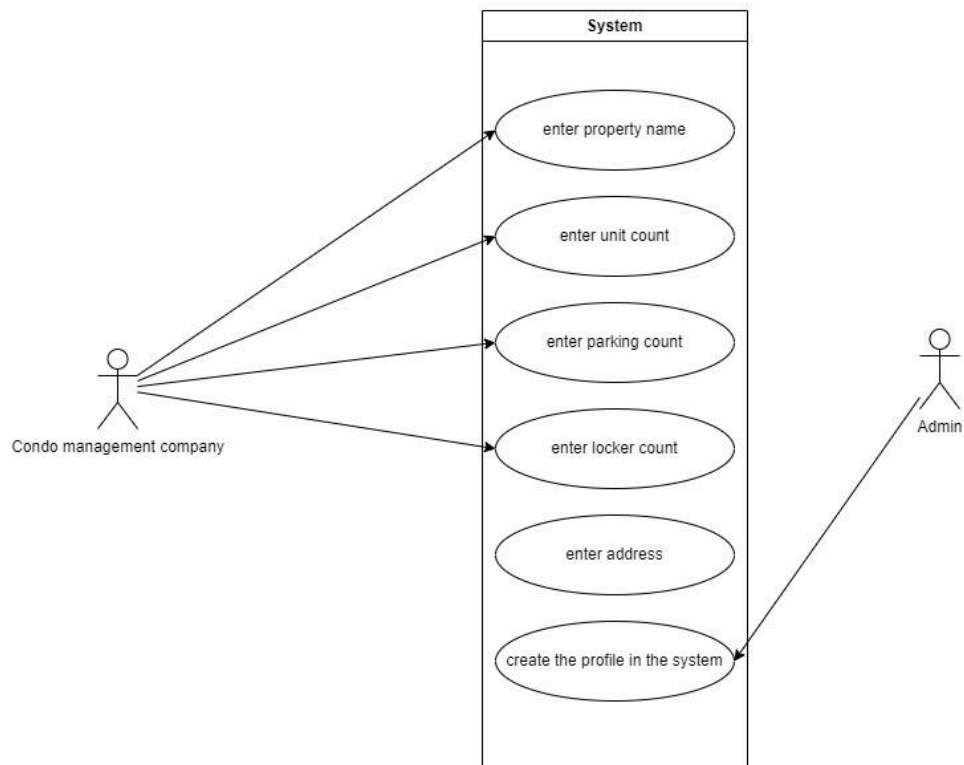 System
enter property name
enter unit count
enter parking count
Condo management company
Admin
enter locker count
enter address
create the profile in the system